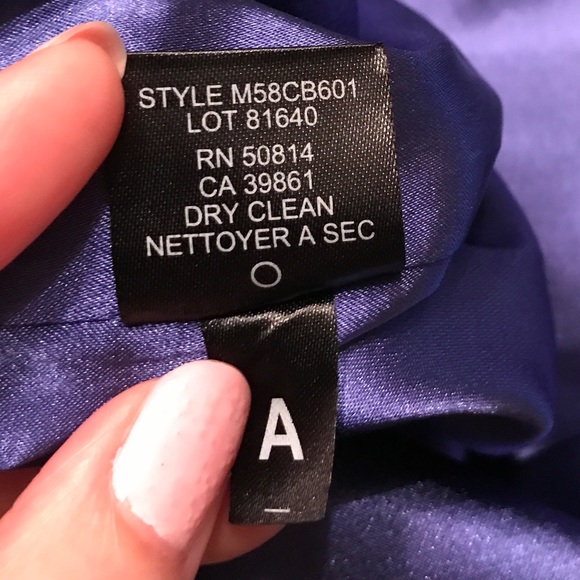 STYLE M58CB601
LOT 81640
RN 50814
CA 39861
DRY CLEAN
NETTOYER A SEC
A